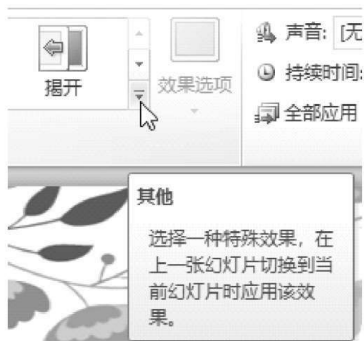 声音: [无
揭开
效果选项
持续时间:
全部应用
其他
选择一种特殊效果，在
上一张幻灯片切换到当
前幻灯片时应用该效
果。